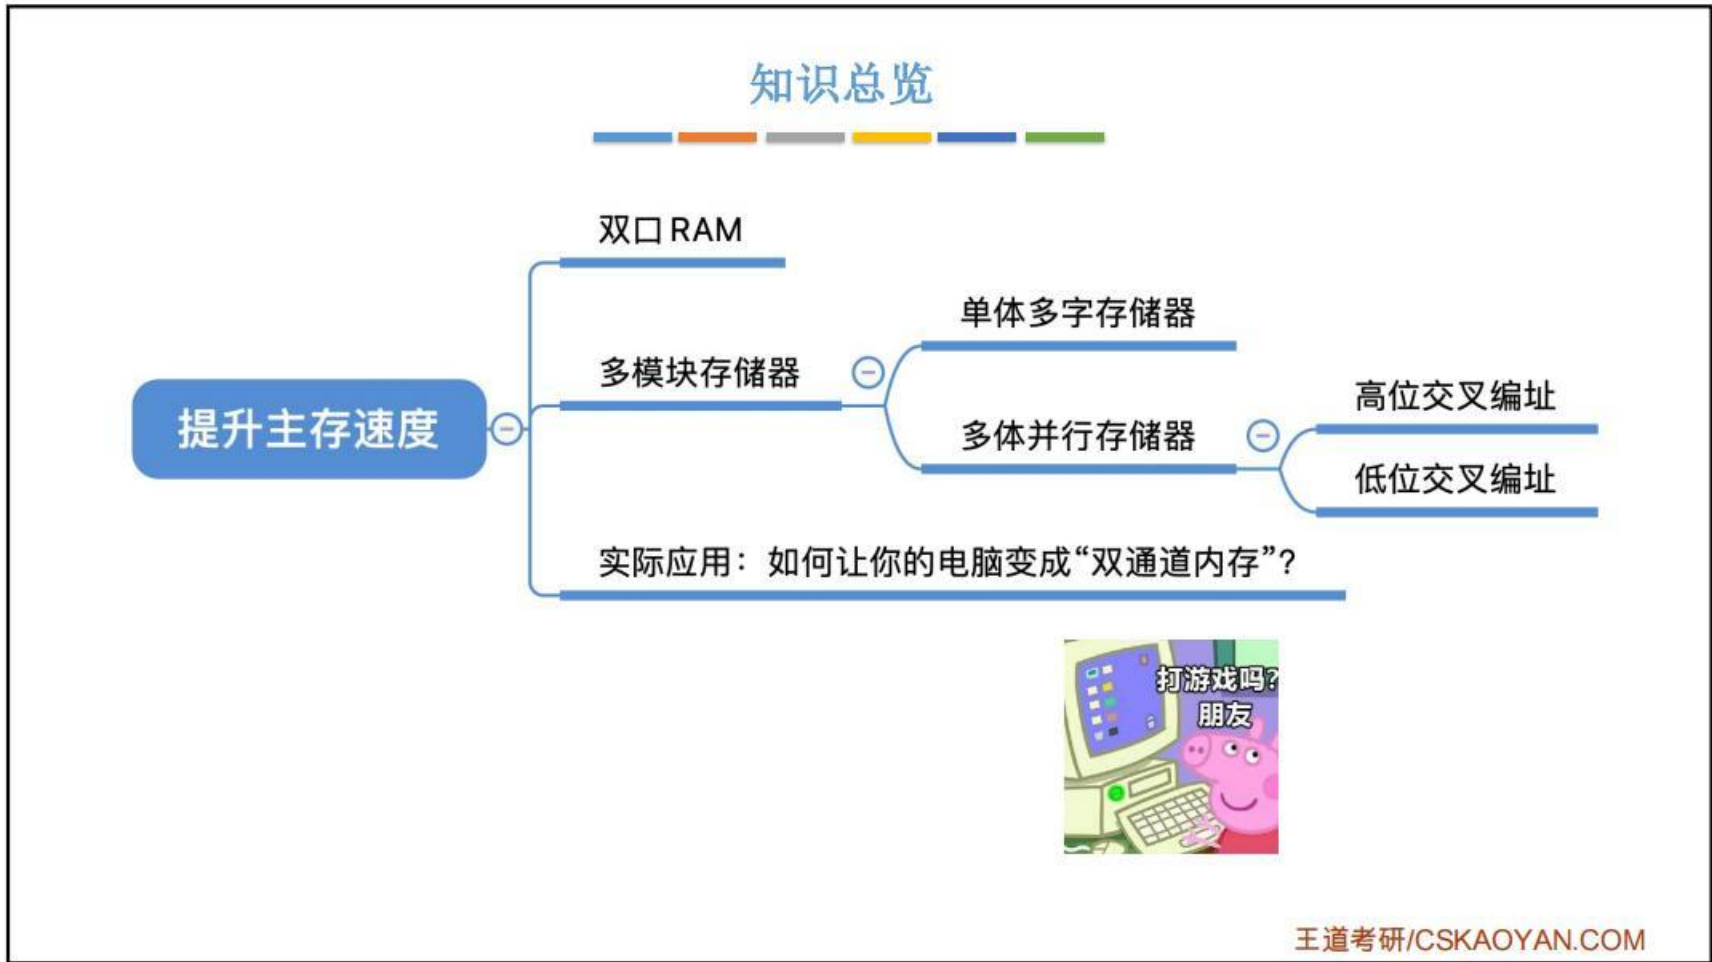 知识总览
双口 RAM
单体多字存储器
多模块存储器
高位交叉编址
提升主存速度
多体并行存储器
低位交叉编址
实际应用：如何让你的电脑变成“双通道内存”？
打游戏吗？
朋友
王道考研/CSKAOYAN.COM